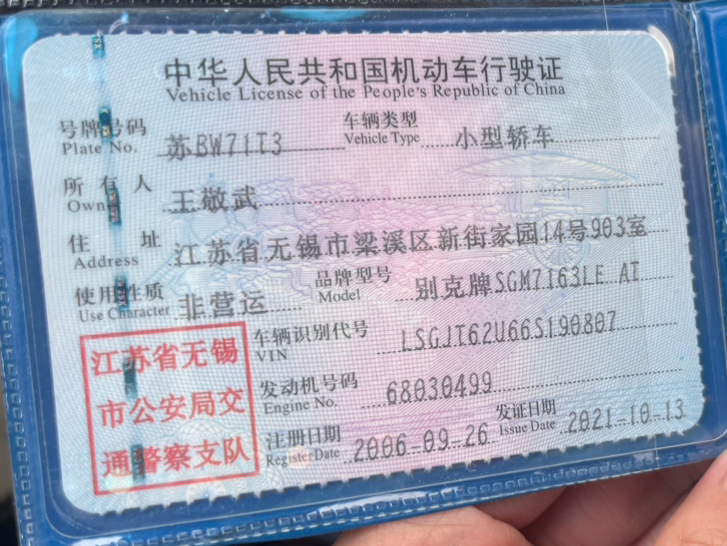 中华人民共和国机动车行驶证
Vehicle License of the People's Republic of China
号牌号码 苏BW71T3 车辆类型 小型轿车
Plate No. Vehicle Type
所有人 王敬武
Owner
住址 江苏省无锡市梁溪区新街家园14号903室
Address
使用性质 非营运 品牌型号 别克牌SGM7163LE AT
Use Character Model
江苏省无锡 车辆识别代号 LSGJT62U66S190807
VIN
市公安局交 发动机号码 68030499
Engine No.
通警察支队 注册日期 2006-09-26 发证日期 2021-10-13
Register Date Issue Date